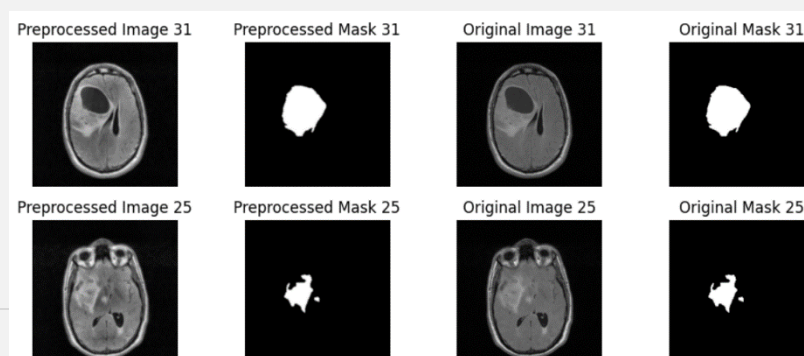 Preprocessed Image 31 Preprocessed Mask 31 Original Image 31 Original Mask 31
Preprocessed Image 25 Preprocessed Mask 25 Original Image 25 Original Mask 25